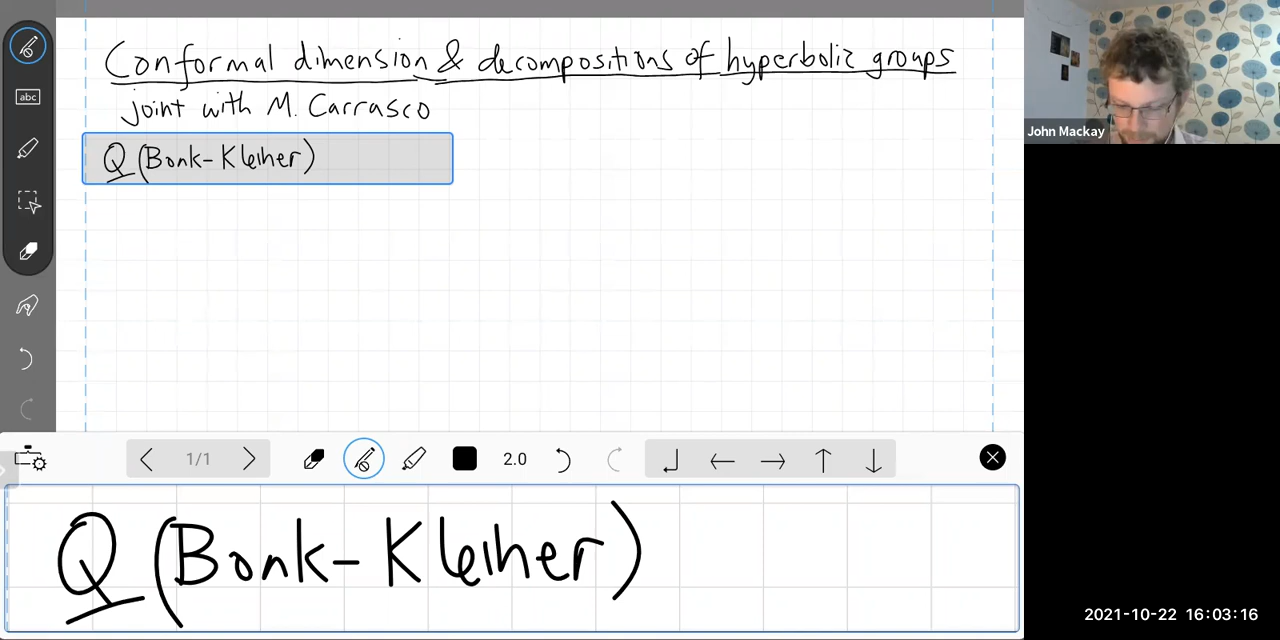 Conformal dimension & decompositions of hyperbolic groups
joint with M. Carrasco
Q (Bonk-Kleiner)
John Mackay
abc
1/1
2.0
Q (Bonk-Kleiner)
2021-10-22 16:03:16